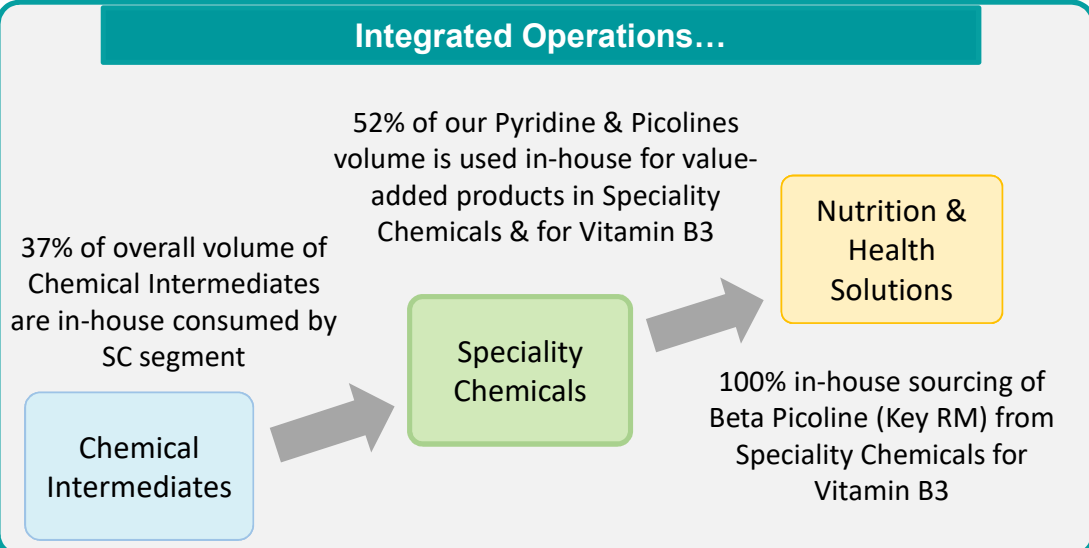 Integrated Operations...
52% of our Pyridine & Picolines
volume is used in-house for value-
added products in Speciality
Chemicals & for Vitamin B3
Nutrition &
Health
Solutions
37% of overall volume of
Chemical Intermediates
are in-house consumed by
SC segment
Speciality
Chemicals
100% in-house sourcing of
Beta Picoline (Key RM) from
Speciality Chemicals for
Vitamin B3
Chemical
Intermediates